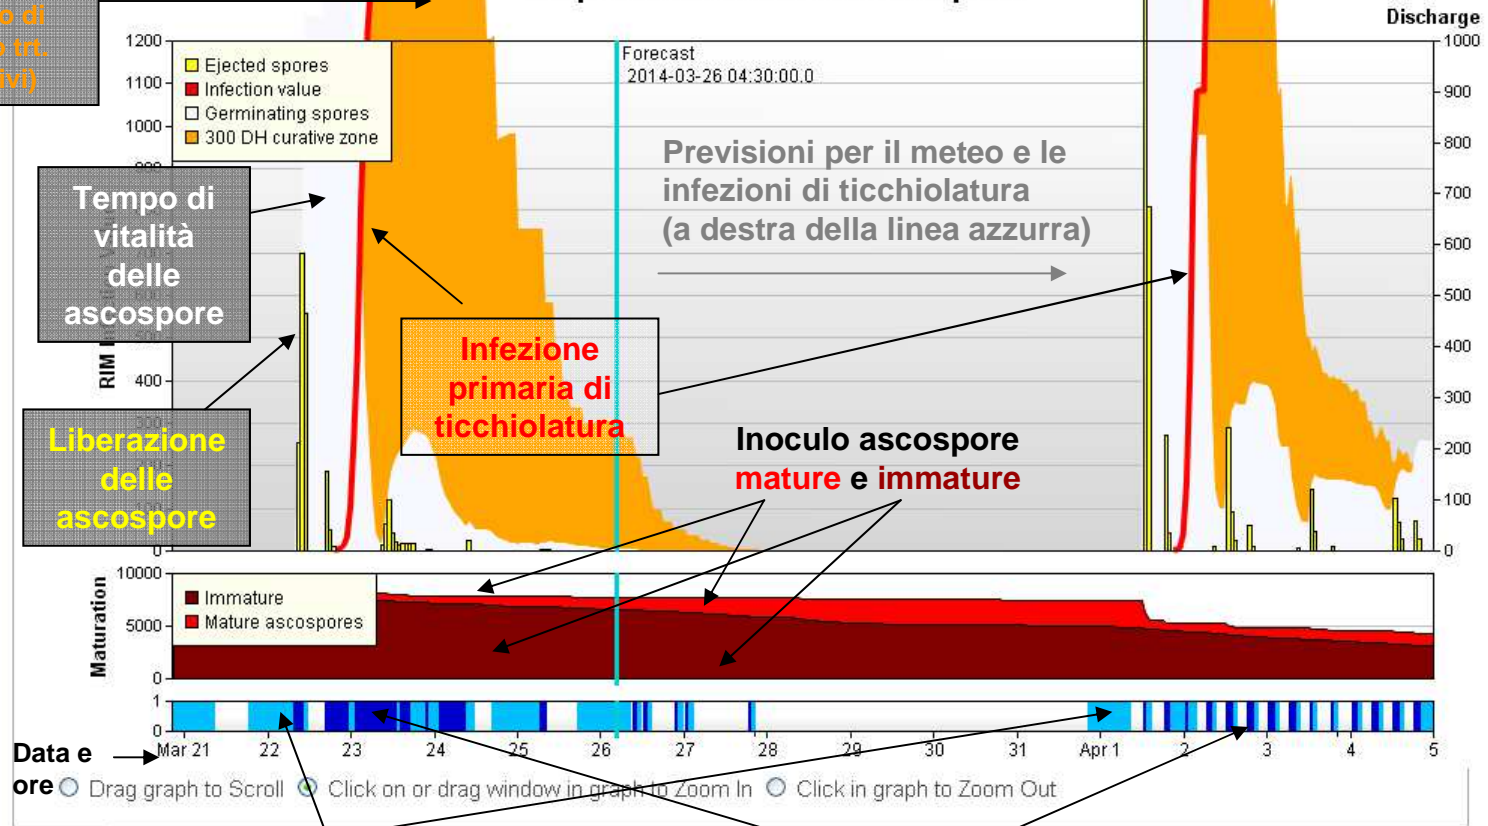 o di
trt.
ivi)
Discharge
Forecast
2014-03-26 04:30:00.0
Ejected spores
Infection value
Germinating spores
300 DH curative zone
1200
1100
1000
400
0
1000
900
800
700
600
500
400
300
200
100
0
Previsioni per il meteo e le
infezioni di ticchiolatura
(a destra della linea azzurra)
Tempo di
vitalità
delle
ascospore
RIM
Infezione
primaria di
ticchiolatura
Liberazione
delle
ascospore
Inoculo ascospore
mature e immature
Maturation
10000
5000
0
Immature
Mature ascospores
1
0
Data e
ore
Mar 21 22 23 24 25 26 27 28 29 30 31 Apr 1 2 3 4 5
Drag graph to Scroll Click on or drag window in graph to Zoom In Click in graph to Zoom Out